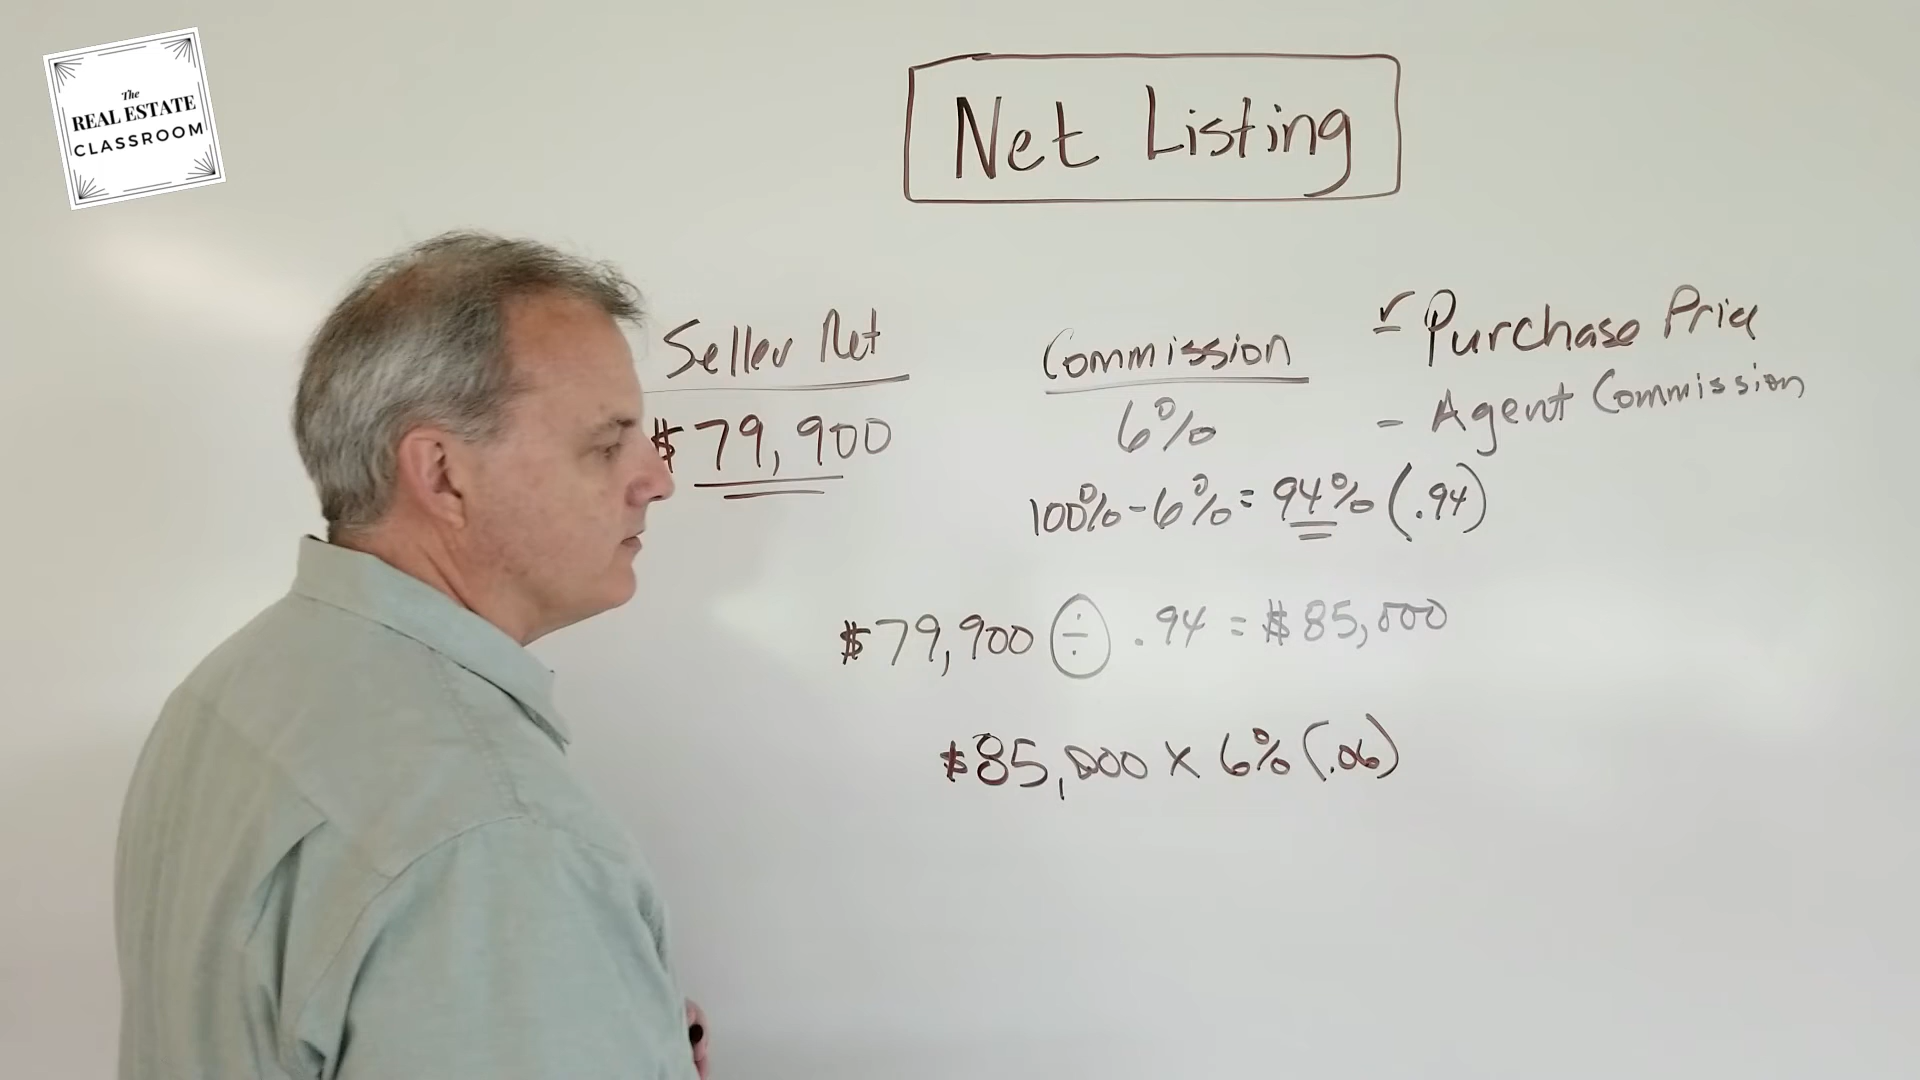 The
REAL ESTATE
CLASSROOM
Net Listing
Seller Net
$79,900
Commission
6%
100% - 6% = 94% (.94)
✓ Purchase Price
- Agent Commission
$79,900 ÷ .94 = $85,000
$85,000 x 6% (.06)